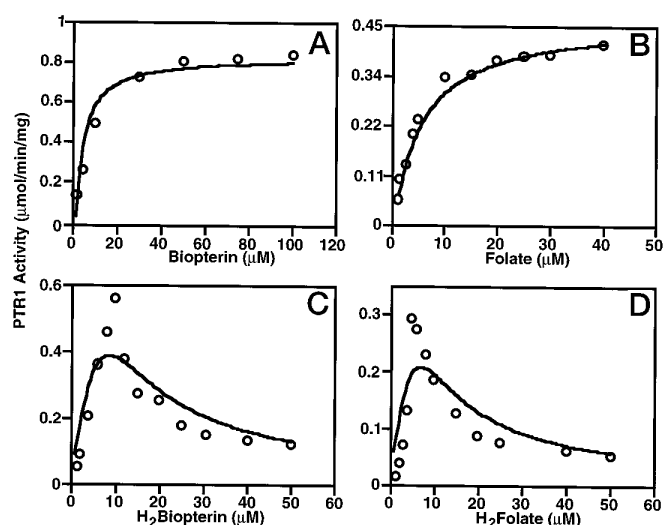 PTR1 Activity (μmol/min/mg)
A
1
0.8
0.6
0.4
0.2
0
0 20 40 60 80 100 120
Biopterin (μM)
B
0.45
0.34
0.22
0.11
0
0 10 20 30 40 50
Folate (μM)
C
0.6
0.4
0.2
0
0 10 20 30 40 50 60
H₂Biopterin (μM)
D
0.3
0.2
0.1
0
0 10 20 30 40 50 60
H₂Folate (μM)